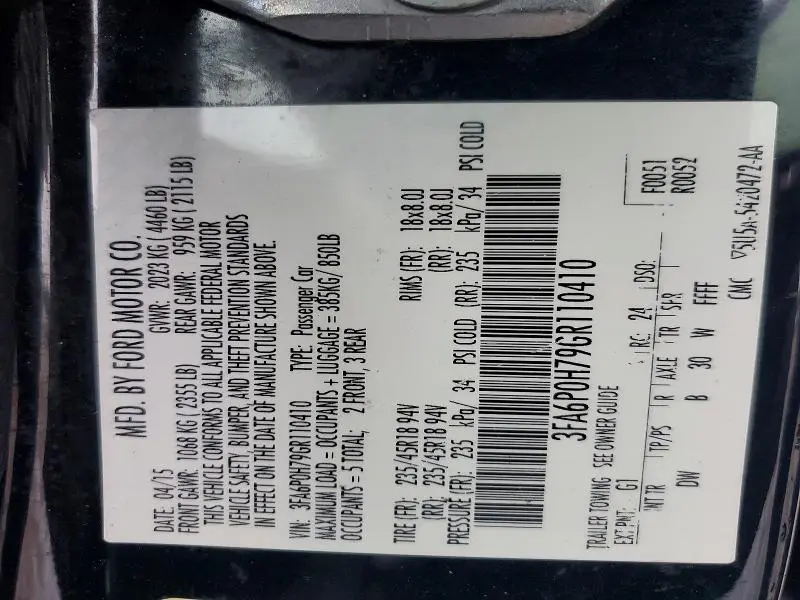 MFD. BY FORD MOTOR CO.
DATE: 04/15 GVWR: 2023 KG ( 4460 LB)
FRONT GAWR: 1068 KG ( 2355 LB) REAR GAWR: 959 KG ( 2115 LB)
THIS VEHICLE CONFORMS TO ALL APPLICABLE FEDERAL MOTOR
VEHICLE SAFETY, BUMPER, AND THEFT PREVENTION STANDARDS
IN EFFECT ON THE DATE OF MANUFACTURE SHOWN ABOVE.
VIN: 3FA6P0H79GR110410 TYPE: Passenger Car
MAXIMUM LOAD = OCCUPANTS + LUGGAGE = 385KG/ 850LB
OCCUPANTS = 5 TOTAL; 2 FRONT, 3 REAR
TIRE (FR): 235/45R18 94V RIMS (FR): 18x8.0J
(RR): 235/45R18 94V (RR): 18x8.0J
PRESSURE (FR): 235 kPa/ 34 PSI COLD (RR): 235 kPa/ 34 PSI COLD
3FA6P0H79GR110410
TRAILER TOWING SEE OWNER GUIDE F0051
EXT PNT: G1 RC: 24 DSO: R0052
INT TR TP/PS R AXLE TR SPR
DW B 30 W FFFF
CMC